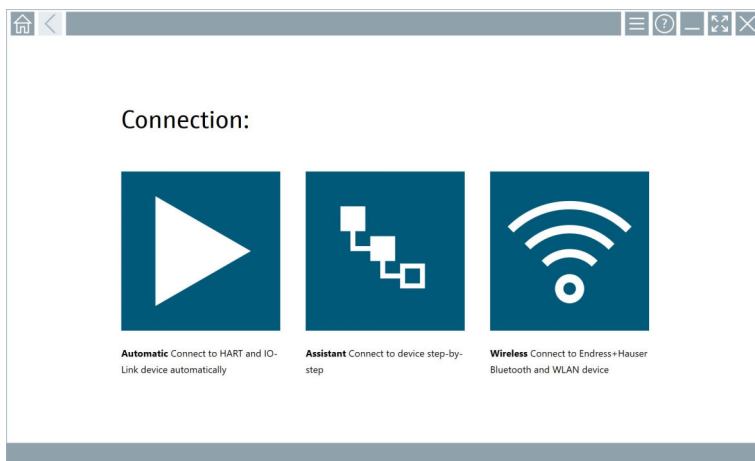 Connection:
Automatic Connect to HART and IO-
Link device automatically
Assistant Connect to device step-by-
step
Wireless Connect to Endress+Hauser
Bluetooth and WLAN device